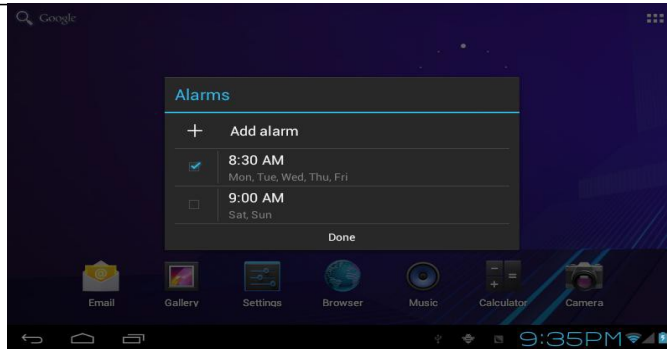 Google
Alarms
Add alarm
8:30 AM
Mon, Tue, Wed, Thu, Fri
9:00 AM
Sat, Sun
Done
Email
Gallery
Settings
Browser
Music
Calculator
Camera
9:35PM